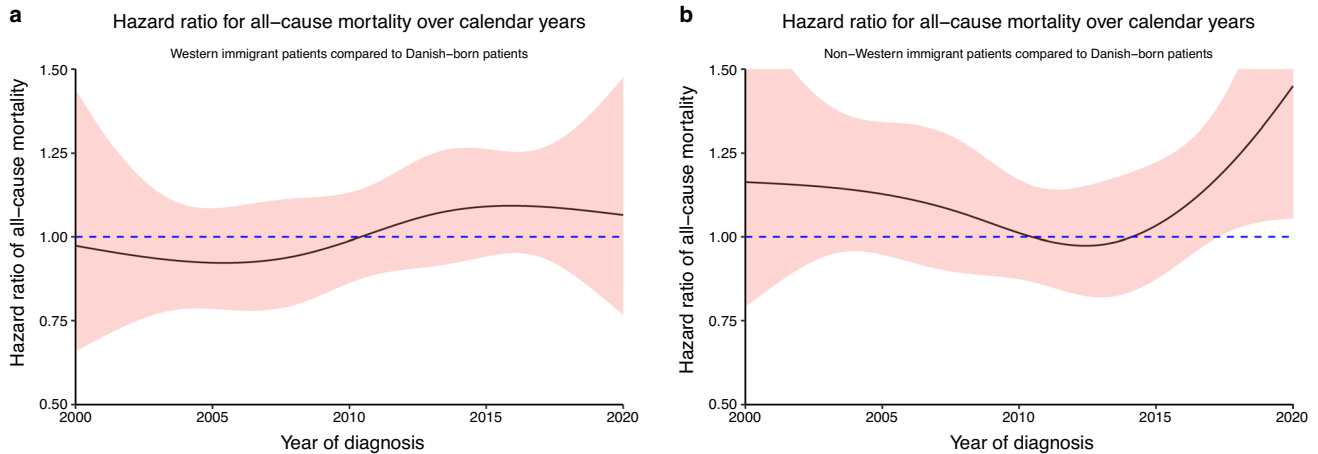 a
Hazard ratio for all−cause mortality over calendar years
Western immigrant patients compared to Danish−born patients
Hazard ratio of all−cause mortality
1.50
1.25
1.00
0.75
0.50
2000
2005
2010
2015
2020
Year of diagnosis
b
Hazard ratio for all−cause mortality over calendar years
Non−Western immigrant patients compared to Danish−born patients
Hazard ratio of all−cause mortality
1.50
1.25
1.00
0.75
0.50
2000
2005
2010
2015
2020
Year of diagnosis